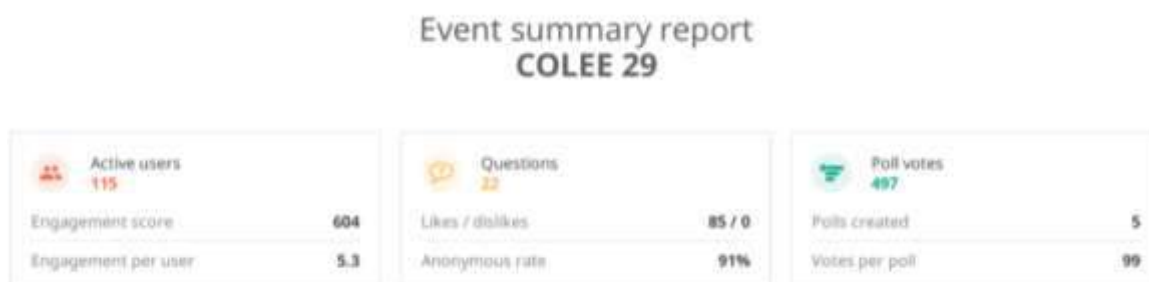 Event summary report
COLEE 29
Active users
115
Engagement score 604
Engagement per user 5.3
Questions
22
Likes / dislikes 85 / 0
Anonymous rate 91%
Poll votes
497
Polls created 5
Votes per poll 99